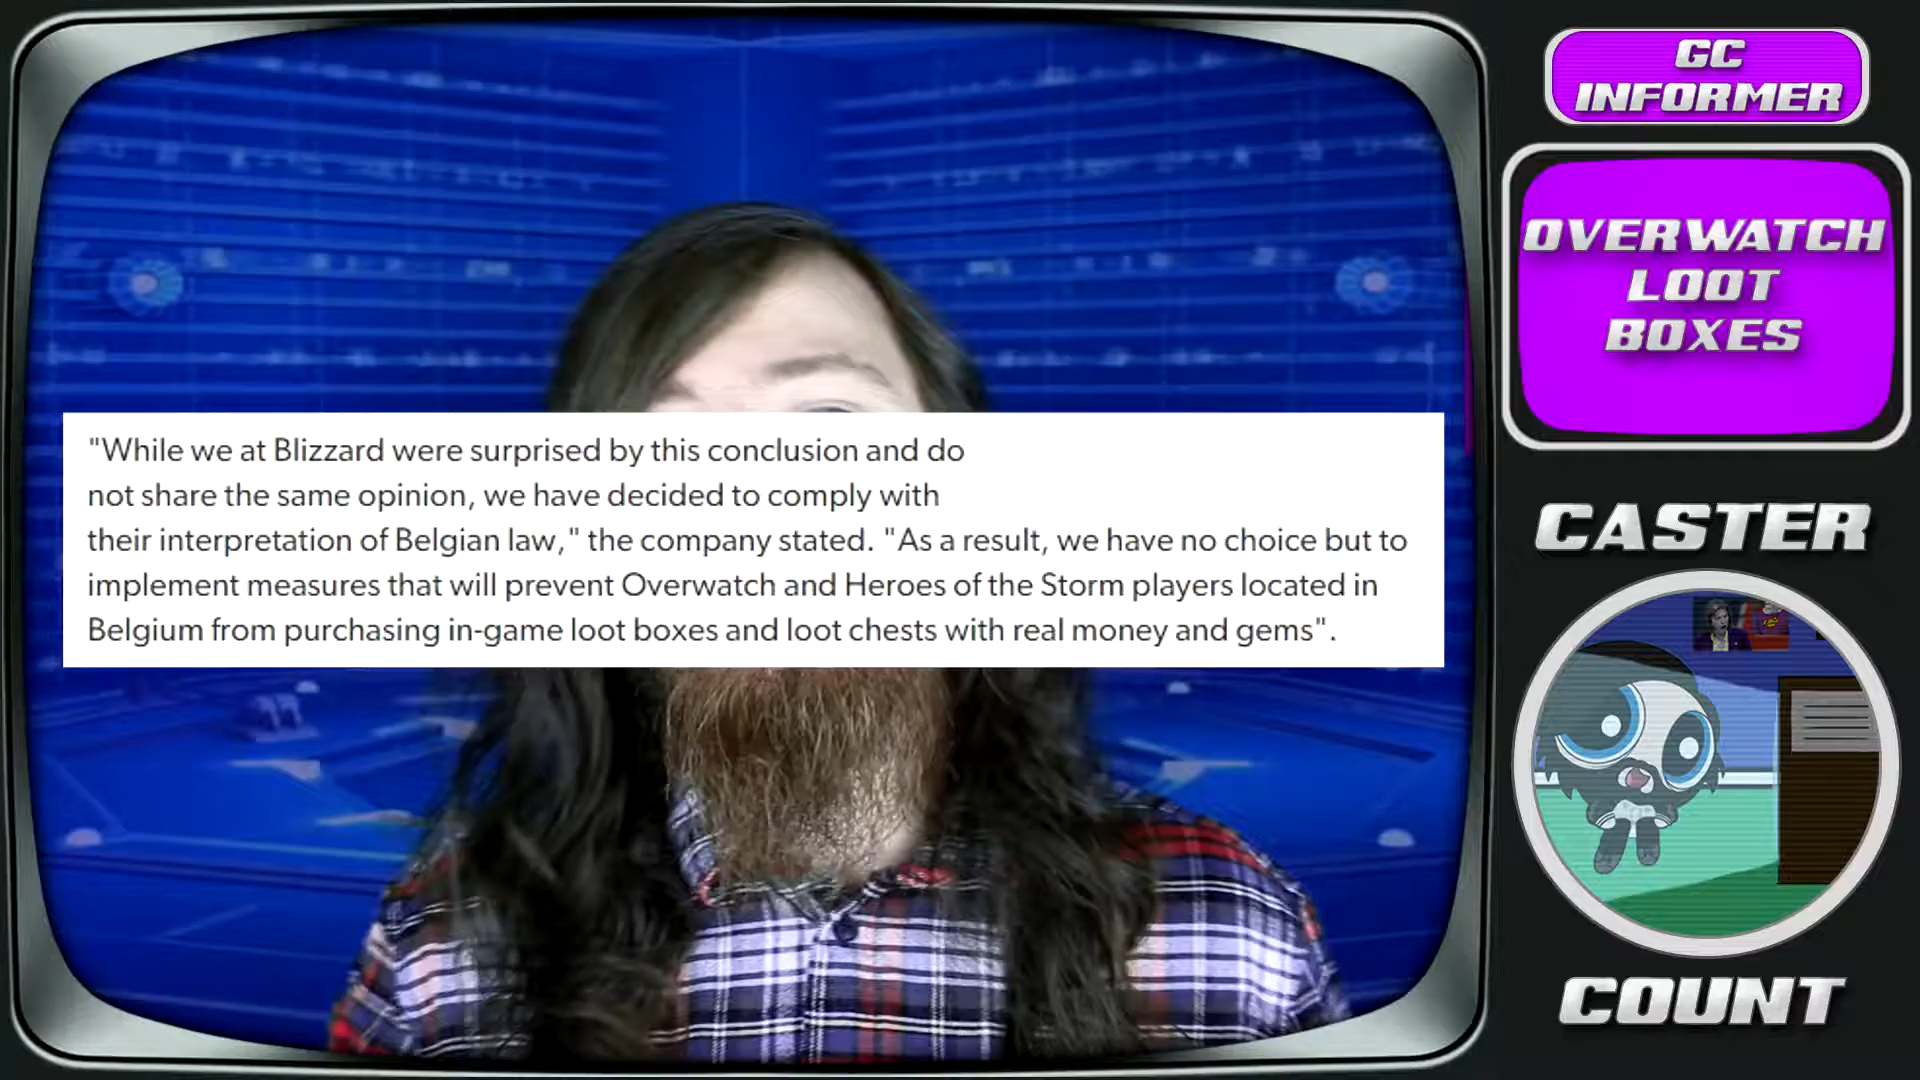 GC
INFORMER
OVERWATCH
LOOT
BOXES
"While we at Blizzard were surprised by this conclusion and do
not share the same opinion, we have decided to comply with
their interpretation of Belgian law," the company stated. "As a result, we have no choice but to
implement measures that will prevent Overwatch and Heroes of the Storm players located in
Belgium from purchasing in-game loot boxes and loot chests with real money and gems".
CASTER
COUNT